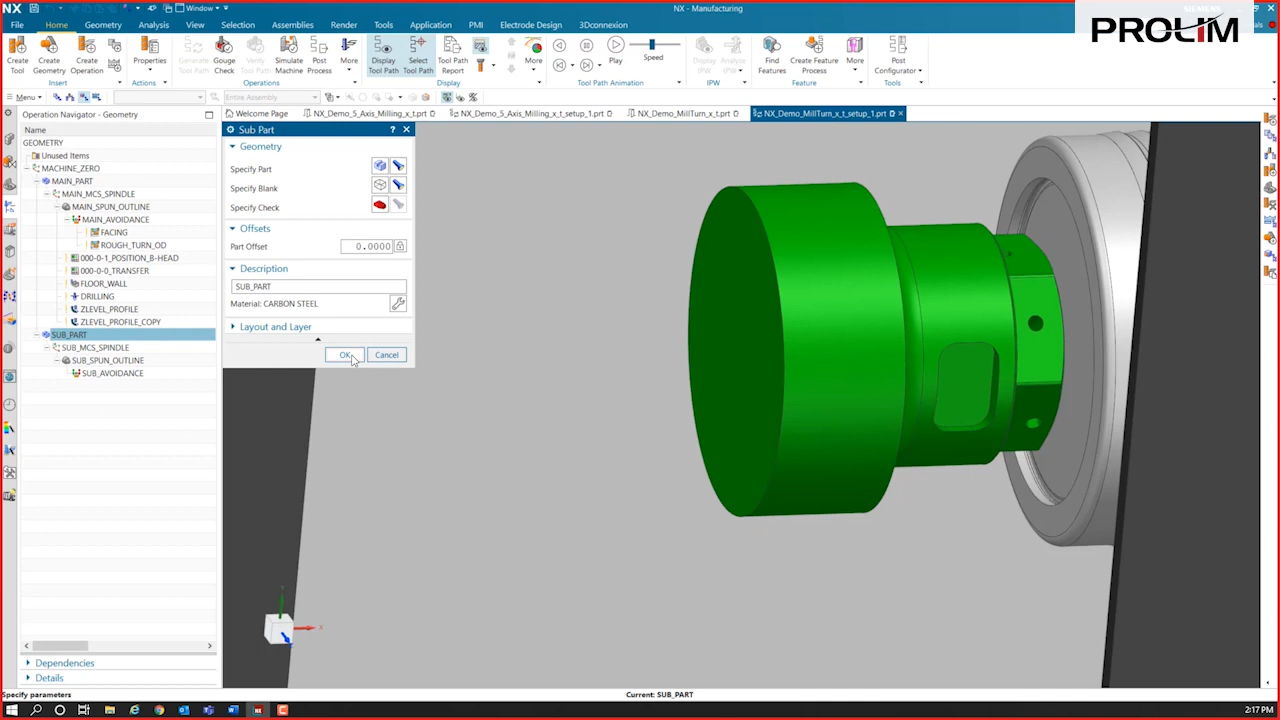 NX
Window
NX - Manufacturing
SIEMENS
PROLIM
File
Home
Geometry
Analysis
View
Selection
Assemblies
Render
Tools
Application
PMI
Electrode Design
3Dconnexion
Create Tool
Create Geometry
Create Operation
Properties
Generate Tool Path
Gouge Check
Verify Tool Path
Simulate Machine
Post Process
More
Display Tool Path
Select Tool Path
Tool Path Report
More
Play
Speed
Display IPW
Analyze IPW
Find Features
Create Feature Process
More
Post Configurator
Insert
Actions
Operations
Display
Tool Path Animation
IPW
Feature
Tools
Menu
Entire Assembly
Operation Navigator - Geometry
Welcome Page
NX_Demo_5_Axis_Milling_x_t.prt
NX_Demo_5_Axis_Milling_x_t_setup_1.prt
NX_Demo_MillTurn_x_t.prt
NX_Demo_MillTurn_x_t_setup_1.prt
Name
GEOMETRY
Unused Items
MACHINE_ZERO
MAIN_PART
MAIN_MCS_SPINDLE
MAIN_SPUN_OUTLINE
MAIN_AVOIDANCE
FACING
ROUGH_TURN_OD
000-0-1_POSITION_B-HEAD
000-0-0_TRANSFER
FLOOR_WALL
DRILLING
ZLEVEL_PROFILE
ZLEVEL_PROFILE_COPY
SUB_PART
SUB_MCS_SPINDLE
SUB_SPUN_OUTLINE
SUB_AVOIDANCE
Sub Part
Geometry
Specify Part
Specify Blank
Specify Check
Offsets
Part Offset
0.0000
Description
SUB_PART
Material: CARBON STEEL
Layout and Layer
OK
Cancel
X
Dependencies
Details
Specify parameters
Current: SUB_PART
2:17 PM